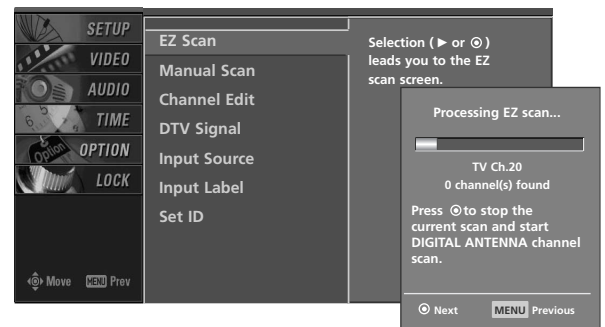 SETUP
VIDEO
AUDIO
TIME
OPTION
LOCK
Move MENU Prev
EZ Scan
Manual Scan
Channel Edit
DTV Signal
Input Source
Input Label
Set ID
Selection ( ► or ◉ )
leads you to the EZ
scan screen.
Processing EZ scan...
TV Ch.20
0 channel(s) found
Press ◉ to stop the
current scan and start
DIGITAL ANTENNA channel
scan.
◉ Next MENU Previous